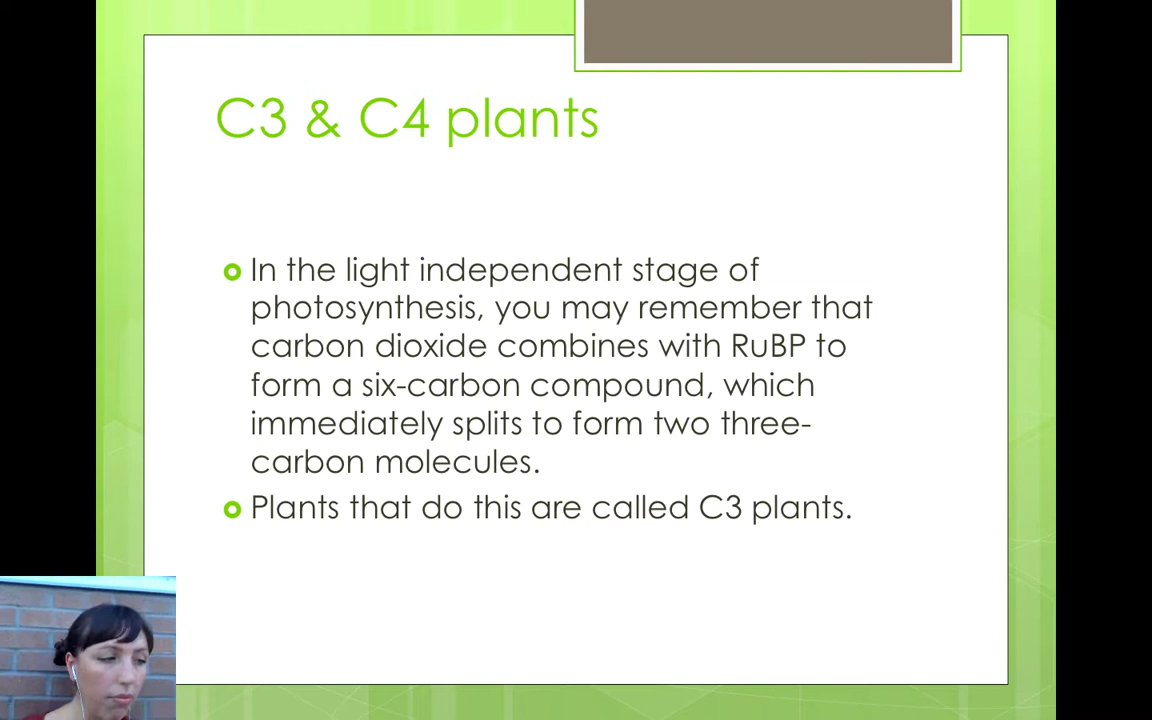 C3 & C4 plants
In the light independent stage of
photosynthesis, you may remember that
carbon dioxide combines with RuBP to
form a six-carbon compound, which
immediately splits to form two three-
carbon molecules.
Plants that do this are called C3 plants.